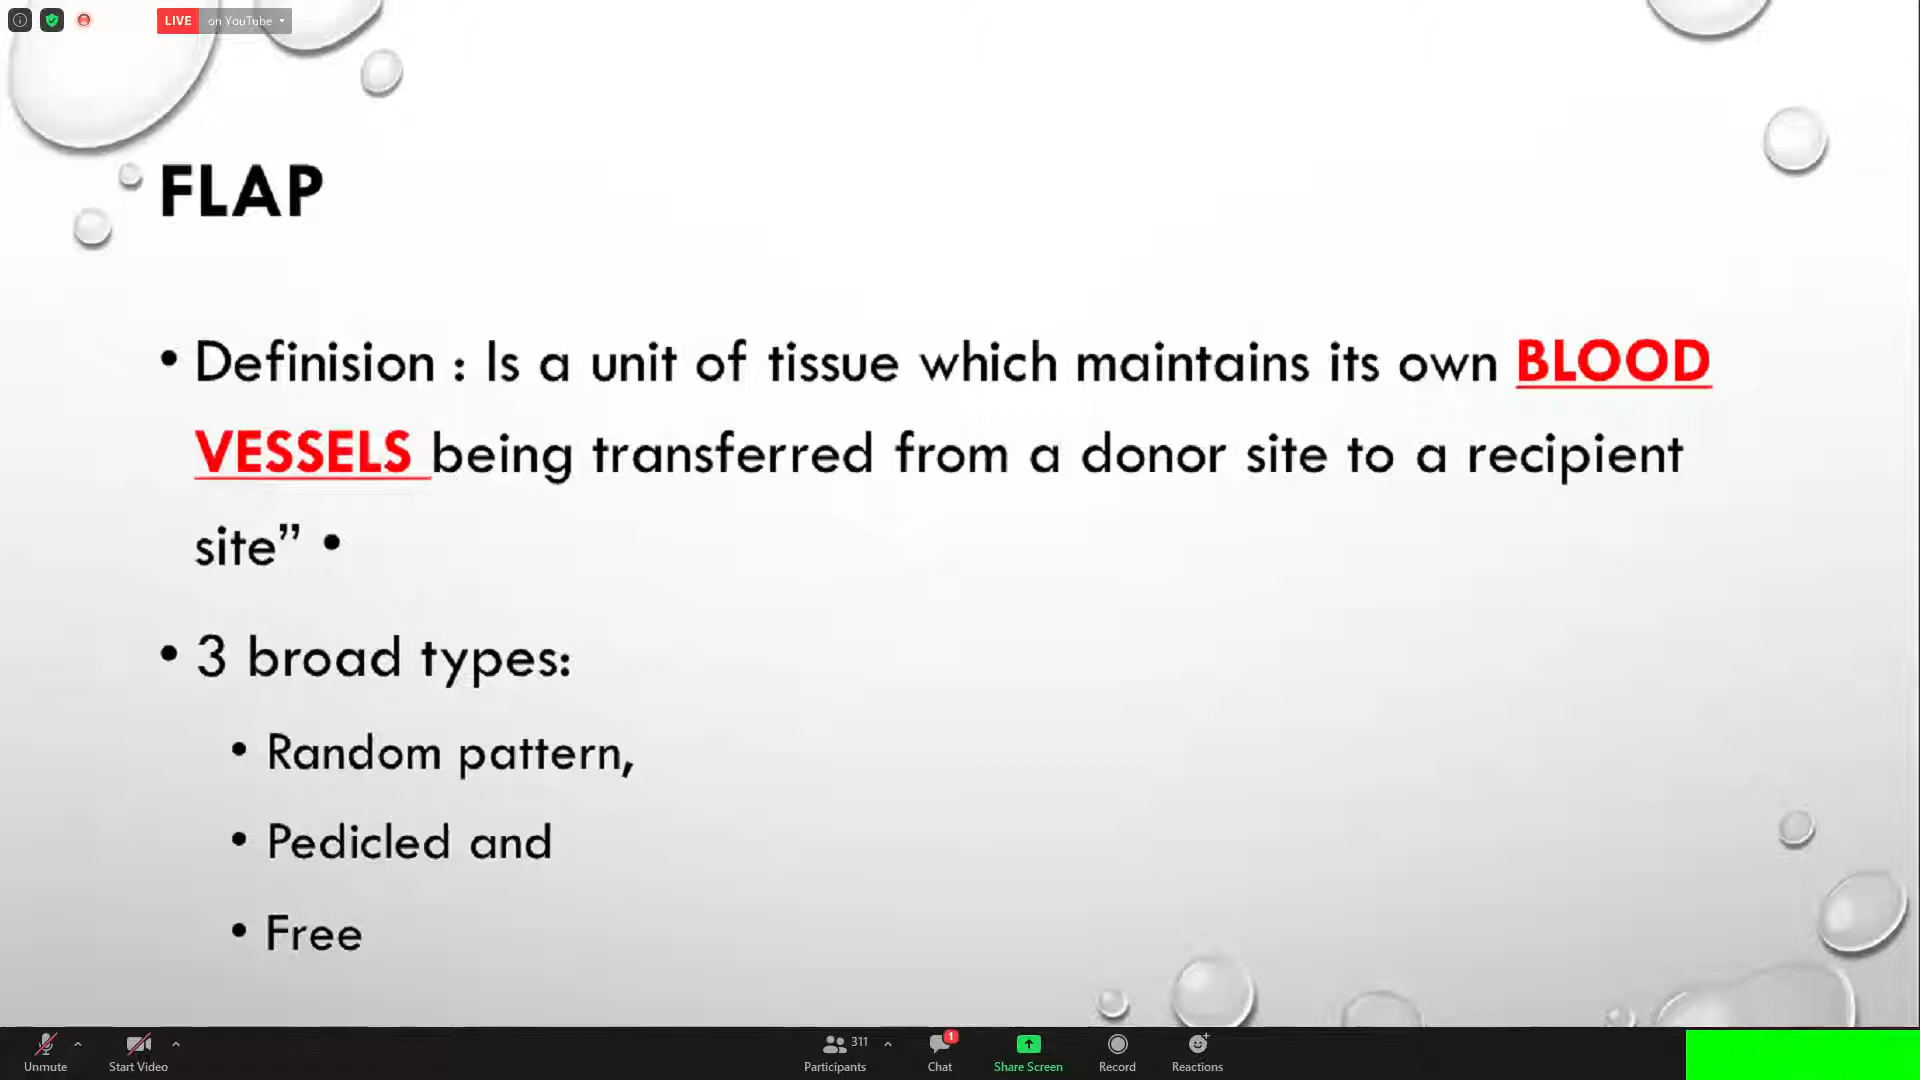 LIVE on YouTube
FLAP
• Definision : Is a unit of tissue which maintains its own BLOOD
VESSELS being transferred from a donor site to a recipient
site” •
• 3 broad types:
• Random pattern,
• Pedicled and
• Free
Unmute Start Video Participants 311 Chat 1 Share Screen Record Reactions